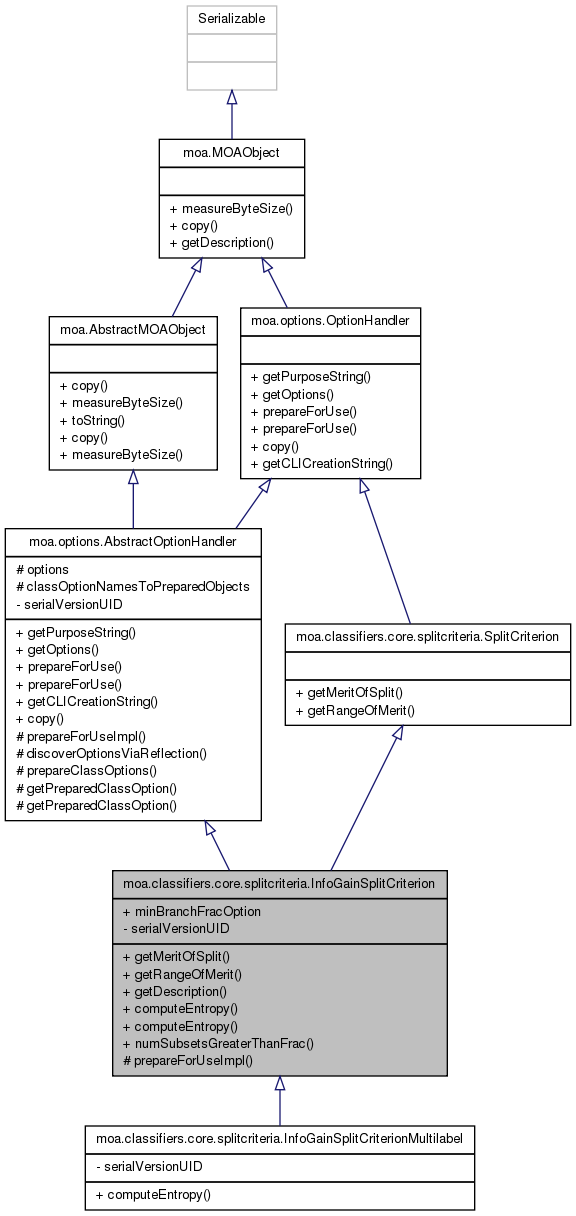 Serializable
moa.MOAObject
+ measureByteSize()
+ copy()
+ getDescription()
moa.AbstractMOAObject
+ copy()
+ measureByteSize()
+ toString()
+ copy()
+ measureByteSize()
moa.options.OptionHandler
+ getPurposeString()
+ getOptions()
+ prepareForUse()
+ prepareForUse()
+ copy()
+ getCLICreationString()
moa.options.AbstractOptionHandler
# options
# classOptionNamesToPreparedObjects
- serialVersionUID
+ getPurposeString()
+ getOptions()
+ prepareForUse()
+ prepareForUse()
+ getCLICreationString()
+ copy()
# prepareForUseImpl()
# discoverOptionsViaReflection()
# prepareClassOptions()
# getPreparedClassOption()
# getPreparedClassOption()
moa.classifiers.core.splitcriteria.SplitCriterion
+ getMeritOfSplit()
+ getRangeOfMerit()
moa.classifiers.core.splitcriteria.InfoGainSplitCriterion
+ minBranchFracOption
- serialVersionUID
+ getMeritOfSplit()
+ getRangeOfMerit()
+ getDescription()
+ computeEntropy()
+ computeEntropy()
+ numSubsetsGreaterThanFrac()
# prepareForUseImpl()
moa.classifiers.core.splitcriteria.InfoGainSplitCriterionMultilabel
- serialVersionUID
+ computeEntropy()